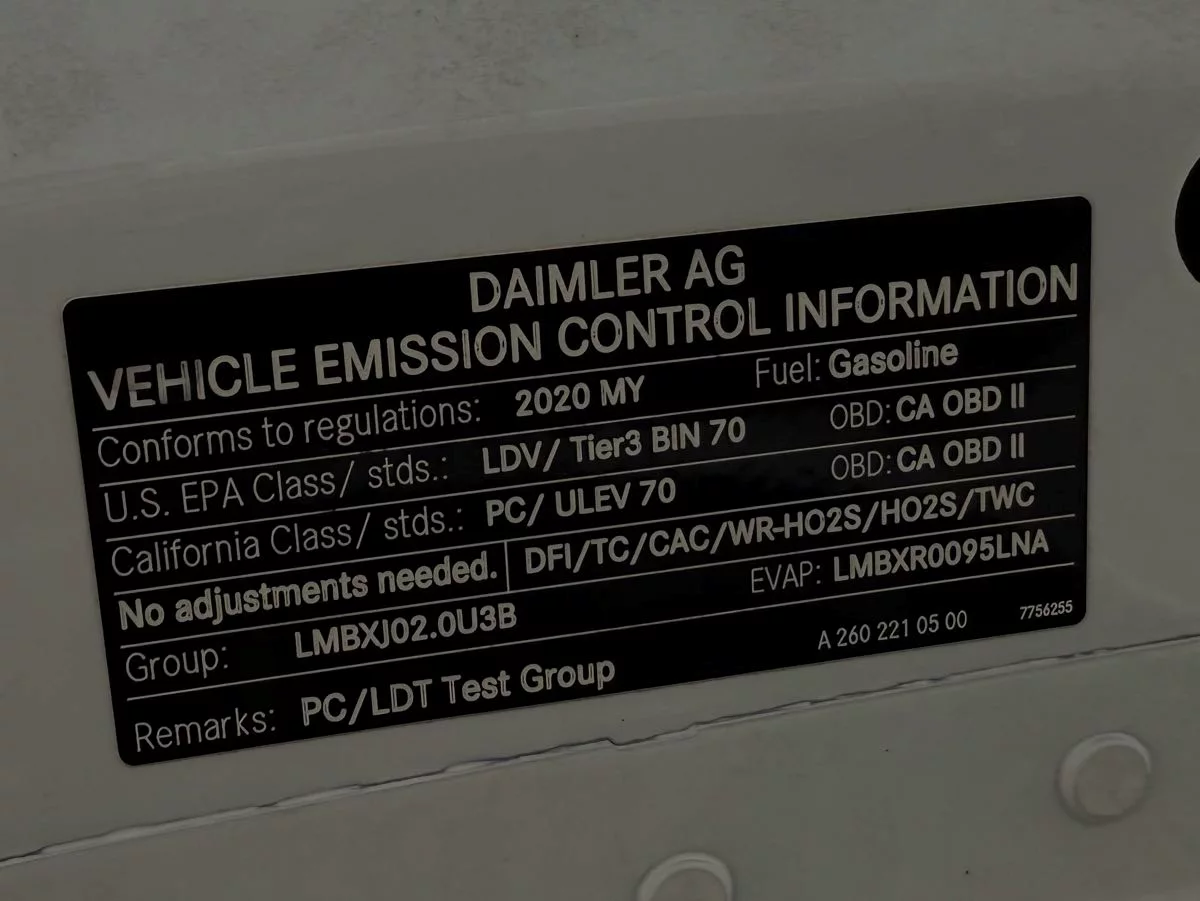 DAIMLER AG
VEHICLE EMISSION CONTROL INFORMATION
Conforms to regulations: 2020 MY Fuel: Gasoline
U.S. EPA Class/ stds.: LDV/ Tier3 BIN 70 OBD: CA OBD II
California Class/ stds.: PC/ ULEV 70 OBD: CA OBD II
No adjustments needed. DFI/TC/CAC/WR-HO2S/HO2S/TWC
Group: LMBXJ02.0U3B EVAP: LMBXR0095LNA
Remarks: PC/LDT Test Group A 260 221 05 00 7756255